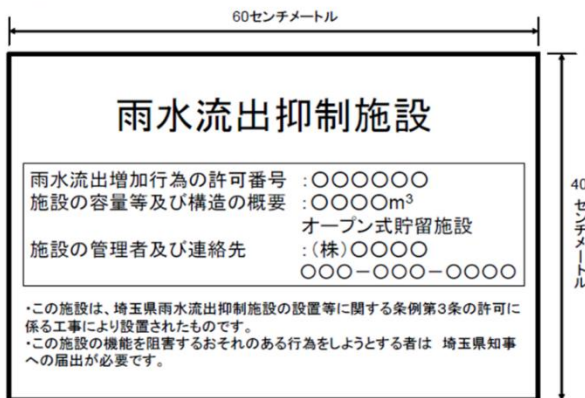 60センチメートル
雨水流出抑制施設
雨水流出増加行為の許可番号　:〇〇〇〇〇〇
施設の容量等及び構造の概要　:〇〇〇〇m³
オープン式貯留施設
施設の管理者及び連絡先　:(株)〇〇〇〇
〇〇〇－〇〇〇－〇〇〇〇
・この施設は、埼玉県雨水流出抑制施設の設置等に関する条例第3条の許可に
係る工事により設置されたものです。
・この施設の機能を阻害するおそれのある行為をしようとする者は　埼玉県知事
への届出が必要です。
40センチメートル